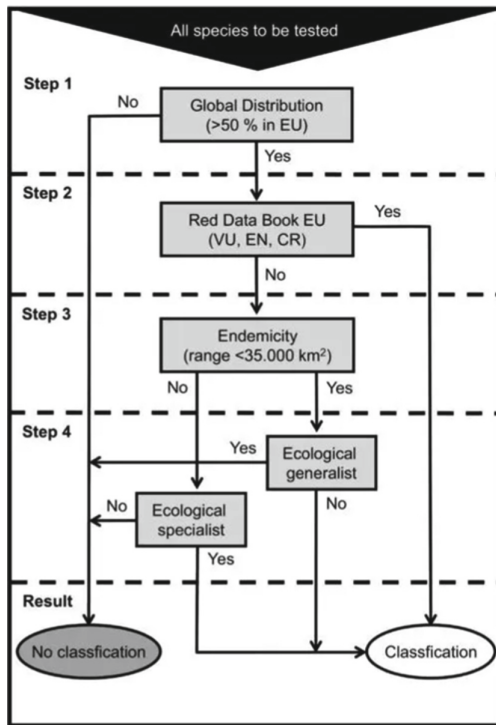 All species to be tested
Step 1
No
Global Distribution
(>50 % in EU)
Yes
Step 2
Red Data Book EU
(VU, EN, CR)
Yes
No
Step 3
Endemicity
(range <35.000 km²)
No
Yes
Step 4
Yes
Ecological
generalist
No
Ecological
specialist
No
Yes
Result
No classfication
Classfication